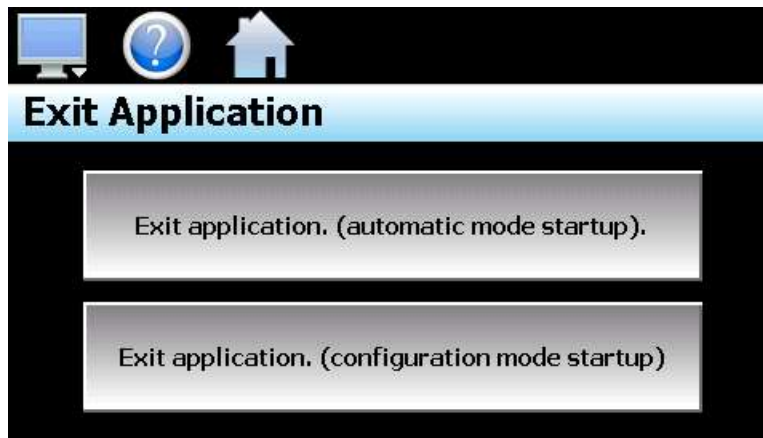 ?
Exit Application
Exit application. (automatic mode startup).
Exit application. (configuration mode startup)